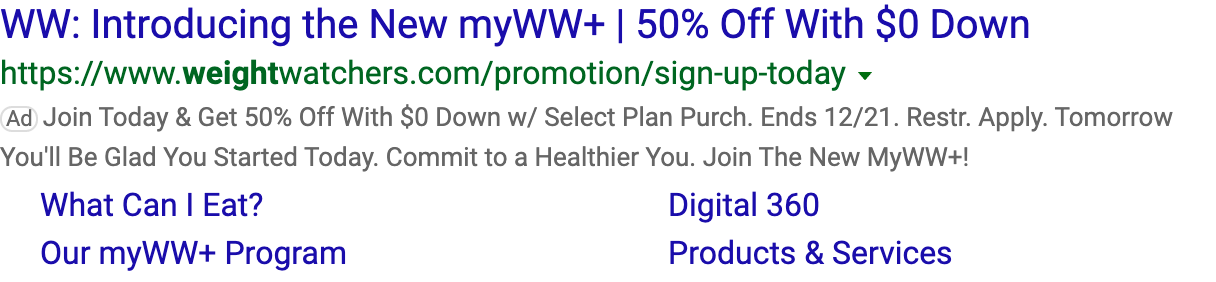 WW: Introducing the New myWW+ | 50% Off With $0 Down
https://www.weightwatchers.com/promotion/sign-up-today
Ad Join Today & Get 50% Off With $0 Down w/ Select Plan Purch. Ends 12/21. Restr. Apply. Tomorrow
You'll Be Glad You Started Today. Commit to a Healthier You. Join The New MyWW+!
What Can I Eat? Digital 360
Our myWW+ Program Products & Services